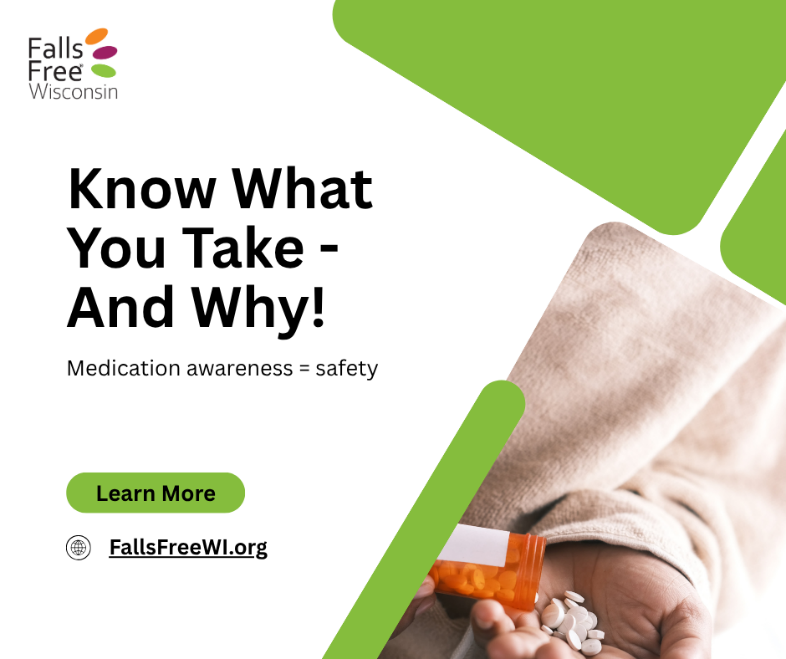 Falls
Free®
Wisconsin
Know What
You Take -
And Why!
Medication awareness = safety
Learn More
FallsFreeWI.org